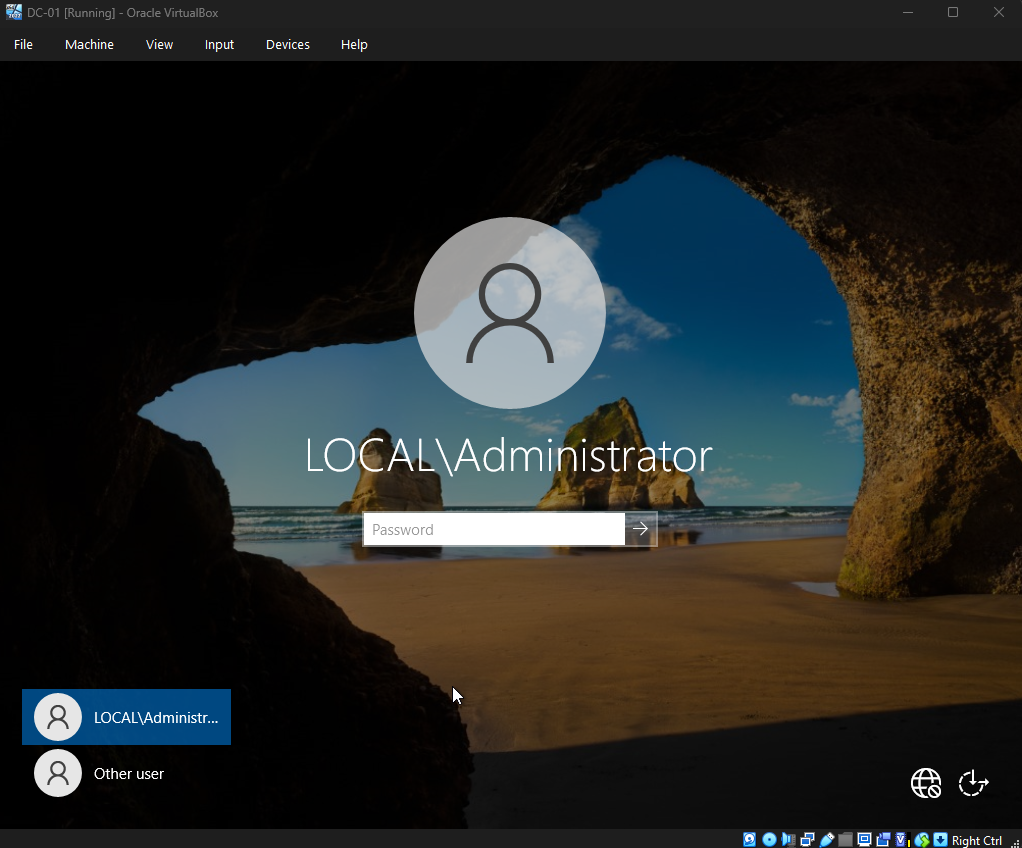 DC-01 [Running] - Oracle VirtualBox
File Machine View Input Devices Help
LOCAL\Administrator
Password
LOCAL\Administr...
Other user
Right Ctrl